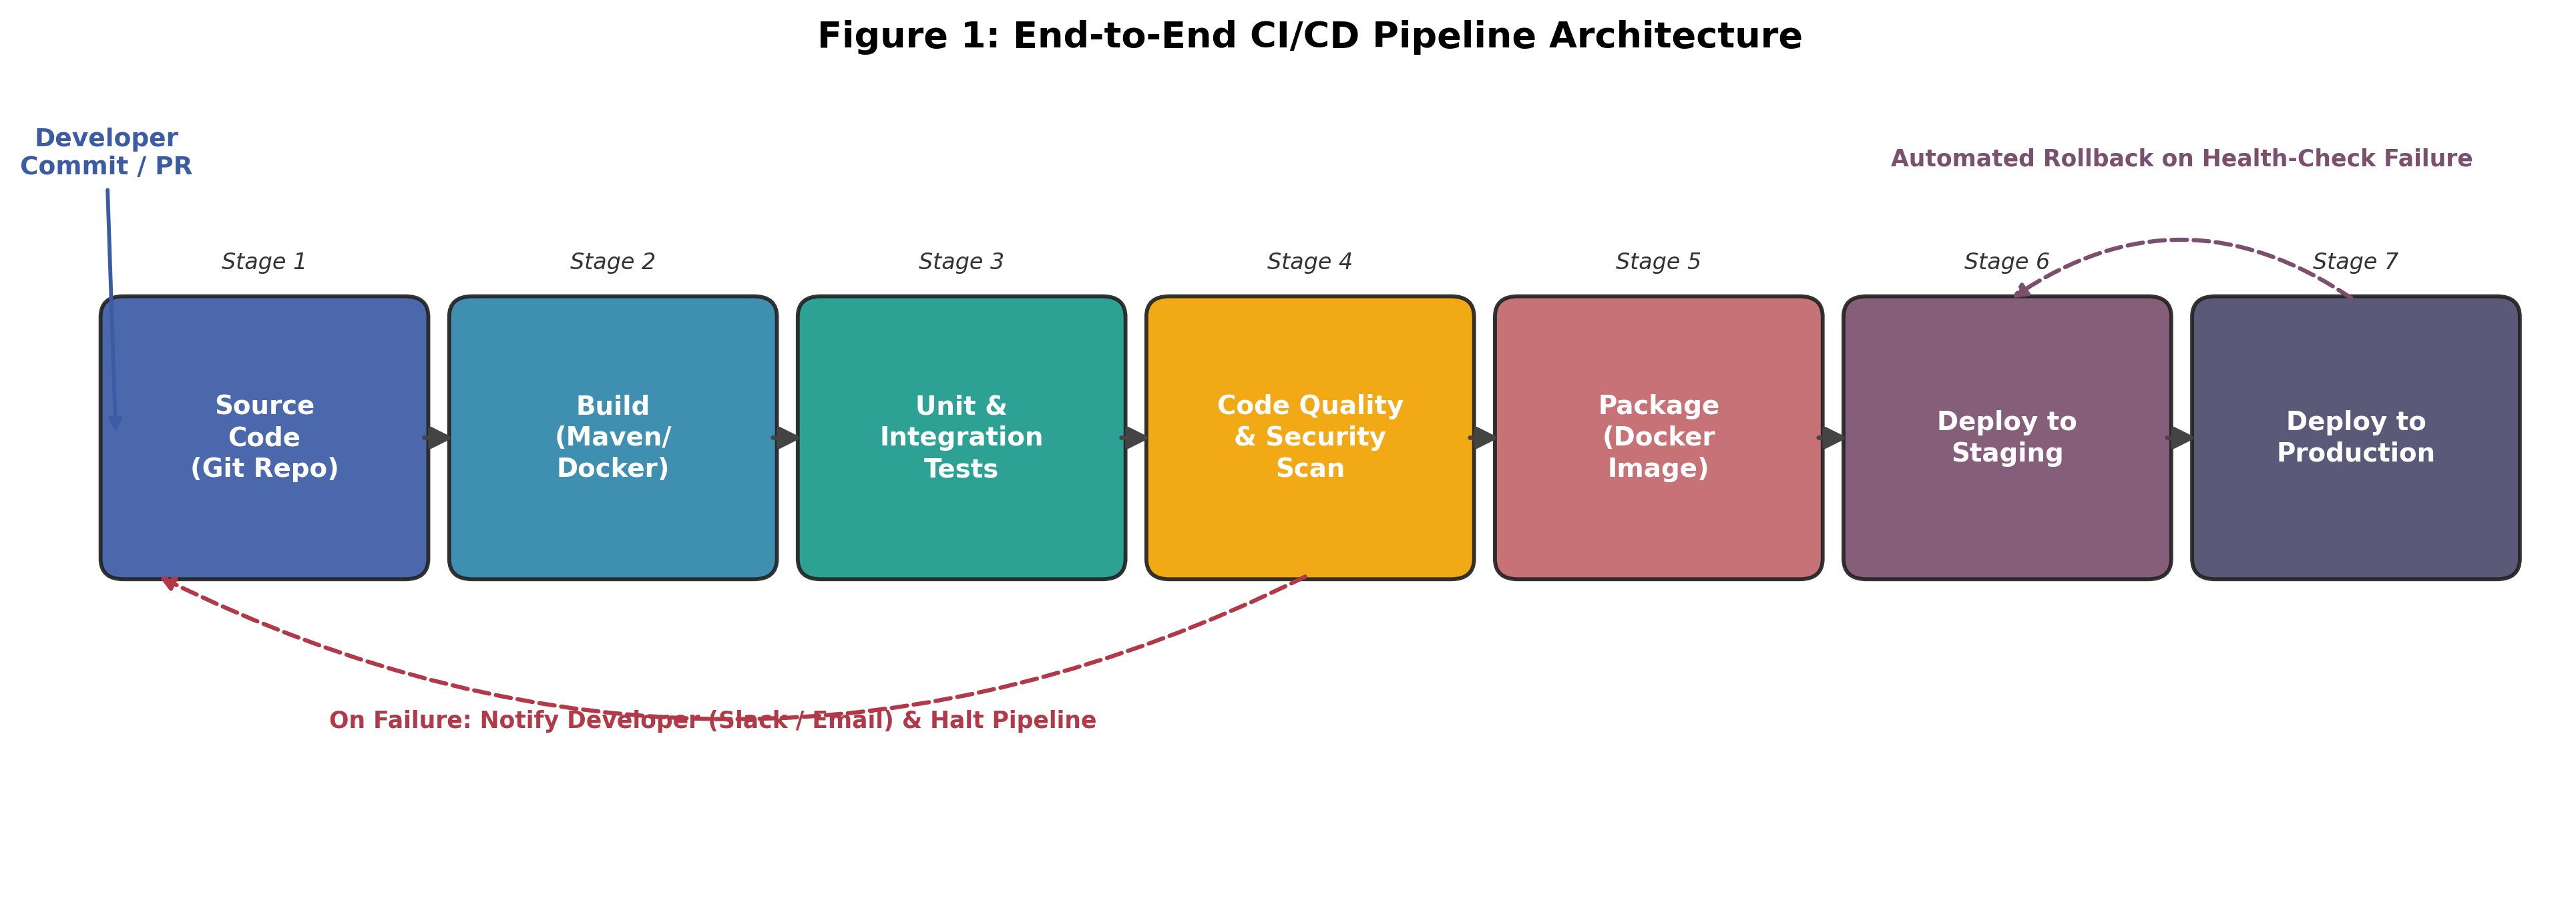 Figure 1: End-to-End CI/CD Pipeline Architecture
Developer
Commit / PR
Automated Rollback on Health-Check Failure
Stage 1
Stage 2
Stage 3
Stage 4
Stage 5
Stage 6
Stage 7
Source
Code
(Git Repo)
Build
(Maven/
Docker)
Unit &
Integration
Tests
Code Quality
& Security
Scan
Package
(Docker
Image)
Deploy to
Staging
Deploy to
Production
On Failure: Notify Developer (Slack / Email) & Halt Pipeline